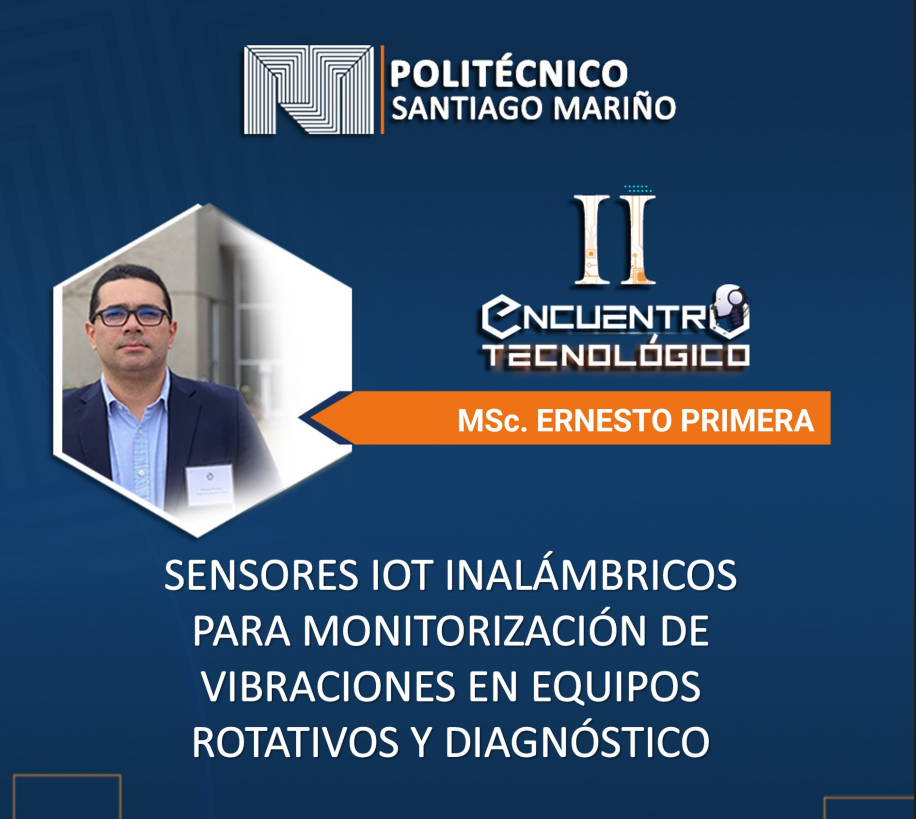 POLITÉCNICO
SANTIAGO MARIÑO
II
ENCUENTRO
TECNOLÓGICO
MSc. ERNESTO PRIMERA
SENSORES IOT INALÁMBRICOS
PARA MONITORIZACIÓN DE
VIBRACIONES EN EQUIPOS
ROTATIVOS Y DIAGNÓSTICO